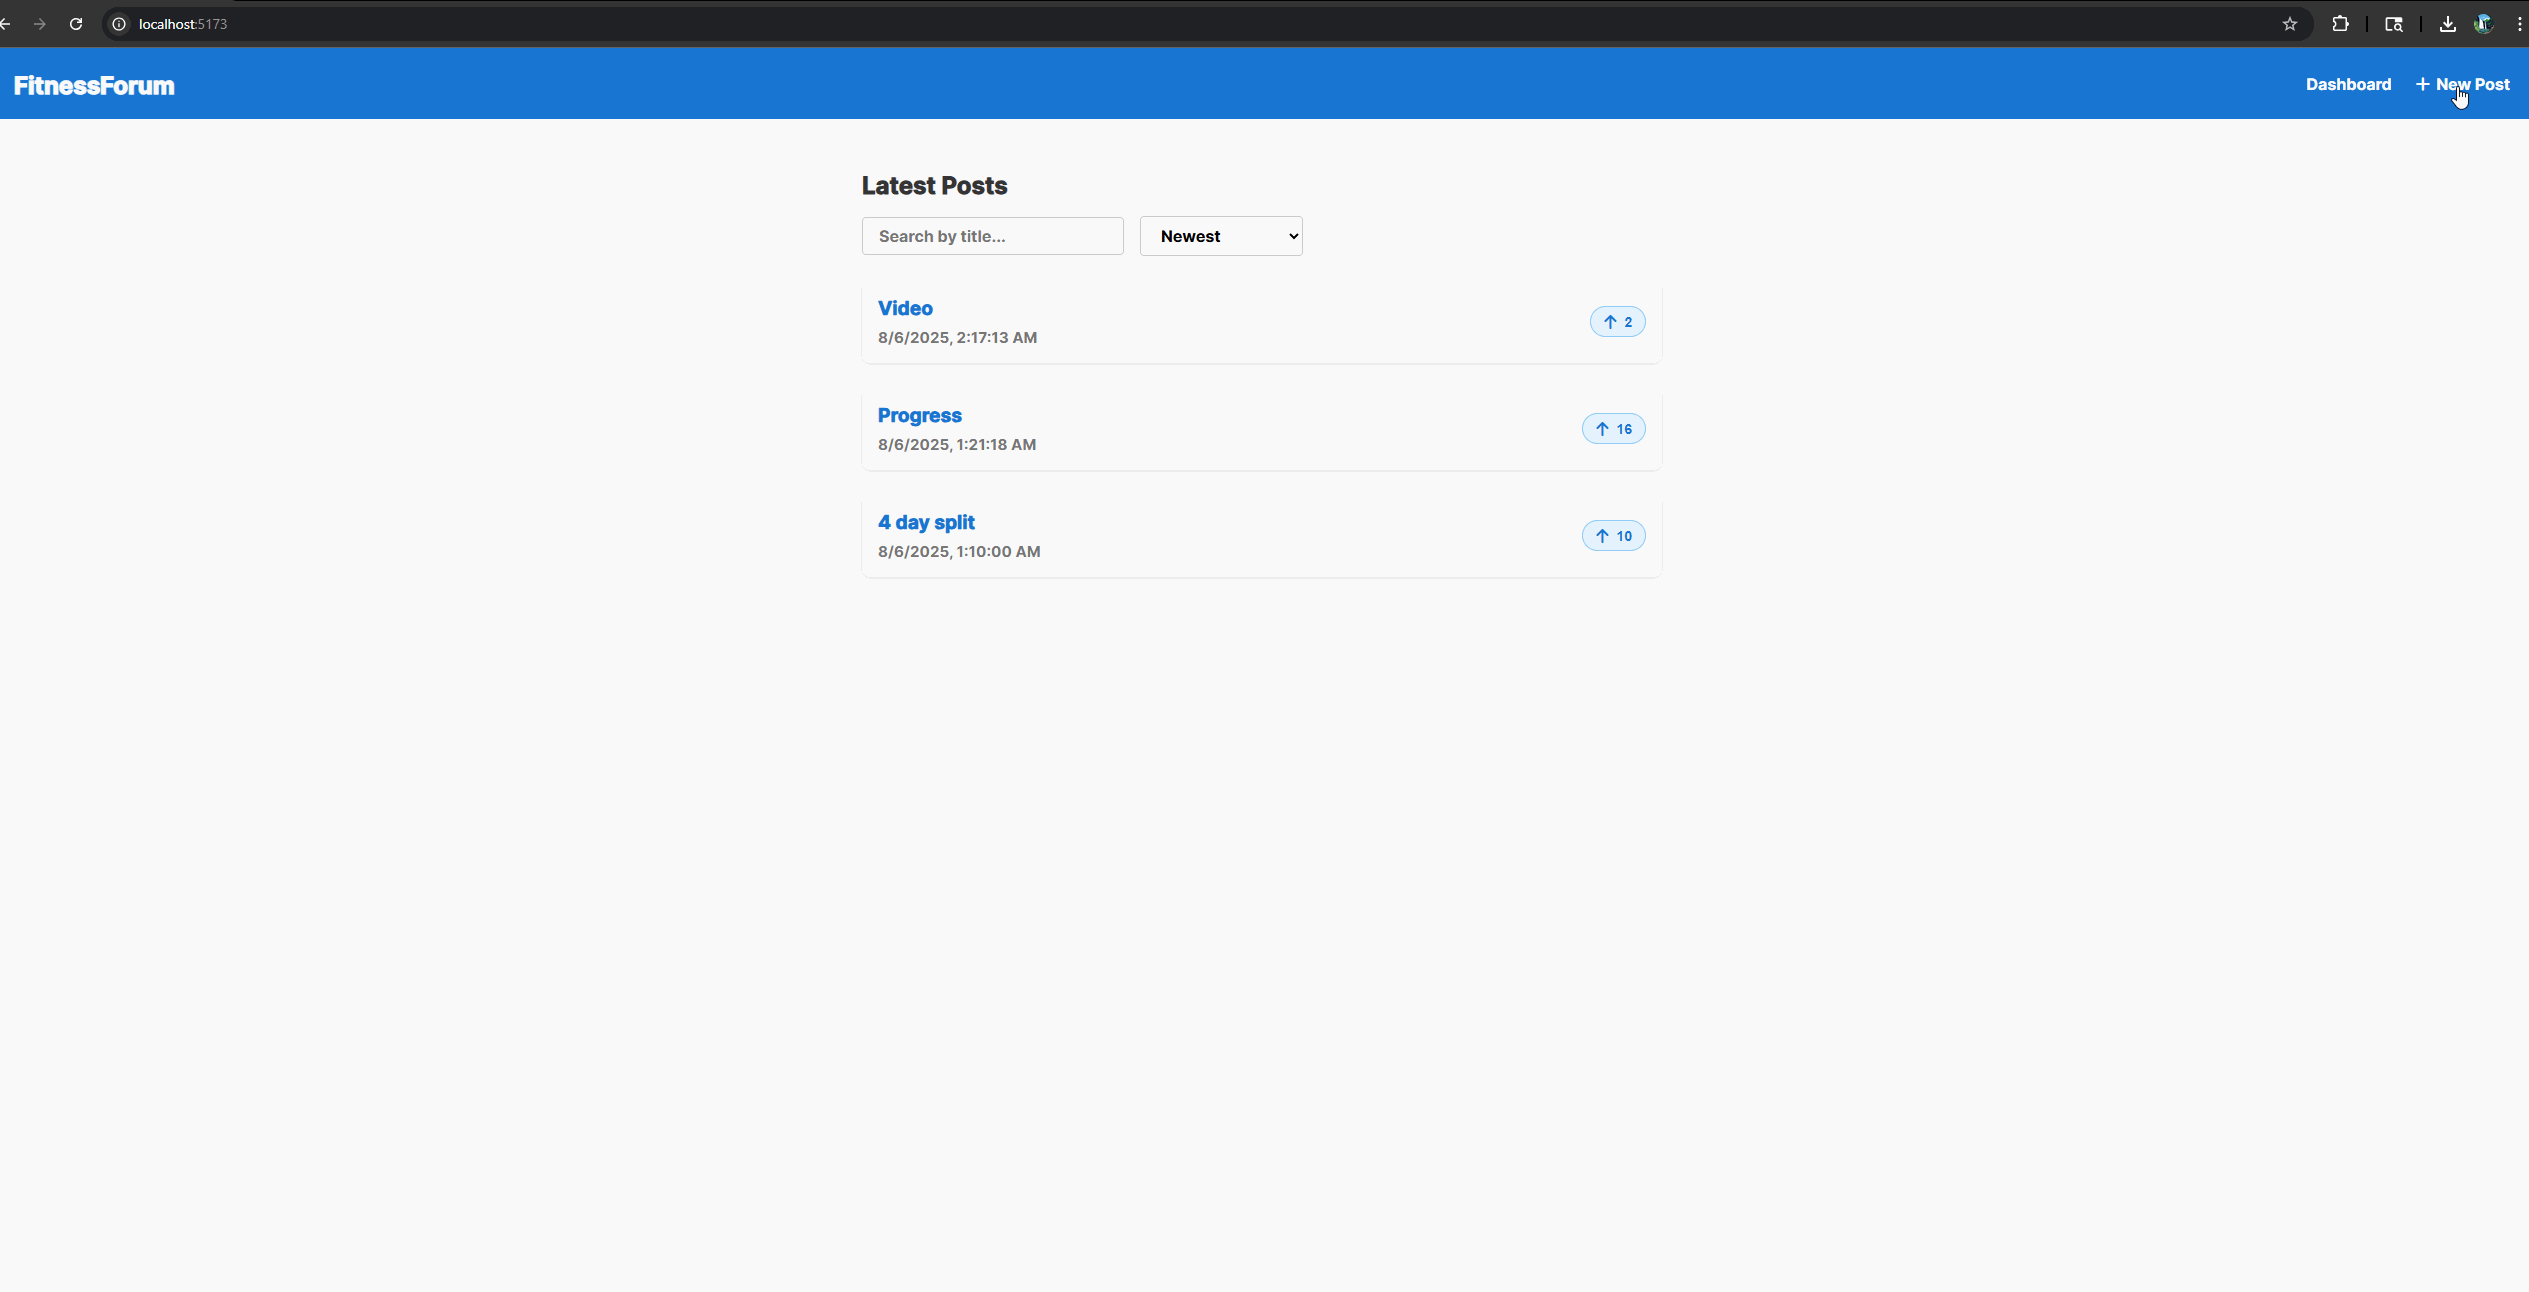 localhost:5173
FitnessForum
Dashboard
New Post
Latest Posts
Search by title...
Newest
Video
8/6/2025, 2:17:13 AM
2
Progress
8/6/2025, 1:21:18 AM
16
4 day split
8/6/2025, 1:10:00 AM
10